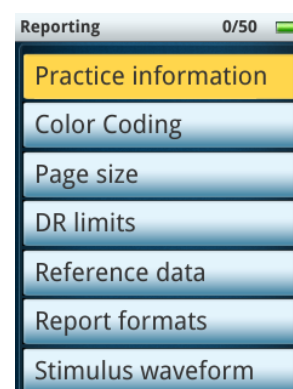 Reporting 0/50
Practice information
Color Coding
Page size
DR limits
Reference data
Report formats
Stimulus waveform